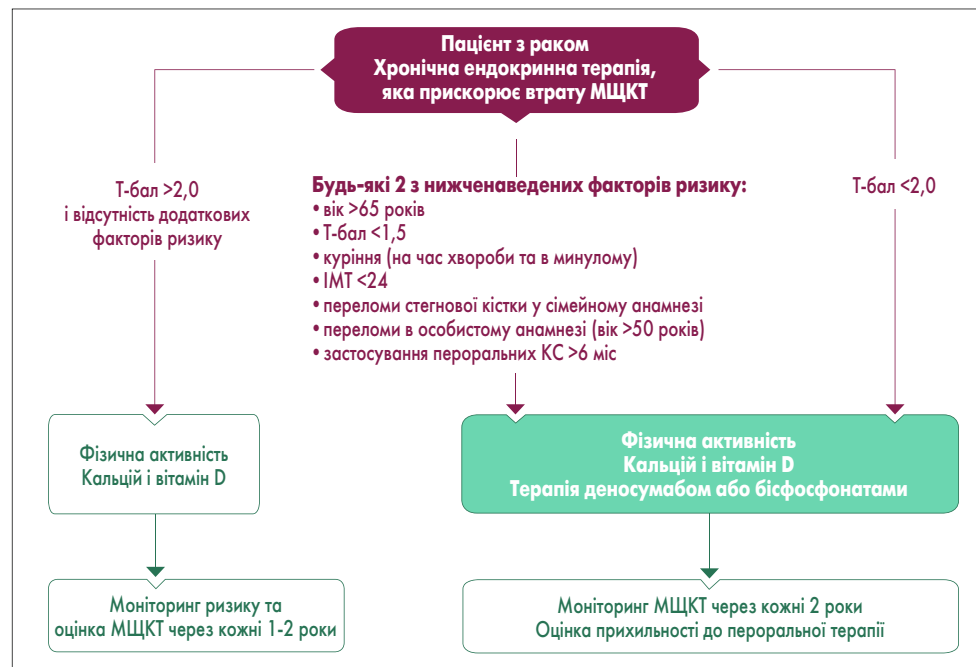 Пацієнт з раком
Хронічна ендокринна терапія,
яка прискорює втрату МЩКТ
Т-бал >2,0
і відсутність додаткових
факторів ризику
Будь-які 2 з нижченаведених факторів ризику:
• вік >65 років
• Т-бал <1,5
• куріння (на час хвороби та в минулому)
• ІМТ <24
• переломи стегнової кістки у сімейному анамнезі
• переломи в особистому анамнезі (вік >50 років)
• застосування пероральних КС >6 міс
Т-бал <2,0
Фізична активність
Кальцій і вітамін D
Фізична активність
Кальцій і вітамін D
Терапія деносумабом або бісфосфонатами
Моніторинг ризику та
оцінка МЩКТ через кожні 1-2 роки
Моніторинг МЩКТ через кожні 2 роки
Оцінка прихильності до пероральної терапії